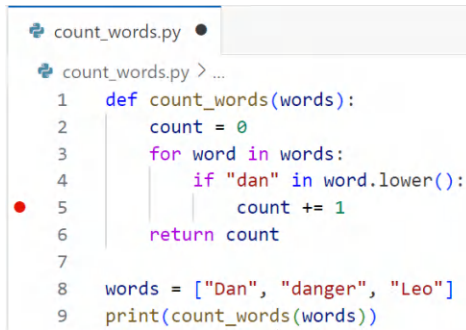 count_words.py
count_words.py > ...
1 def count_words(words):
2     count = 0
3     for word in words:
4         if "dan" in word.lower():
5             count += 1
6     return count
7
8 words = ["Dan", "danger", "Leo"]
9 print(count_words(words))